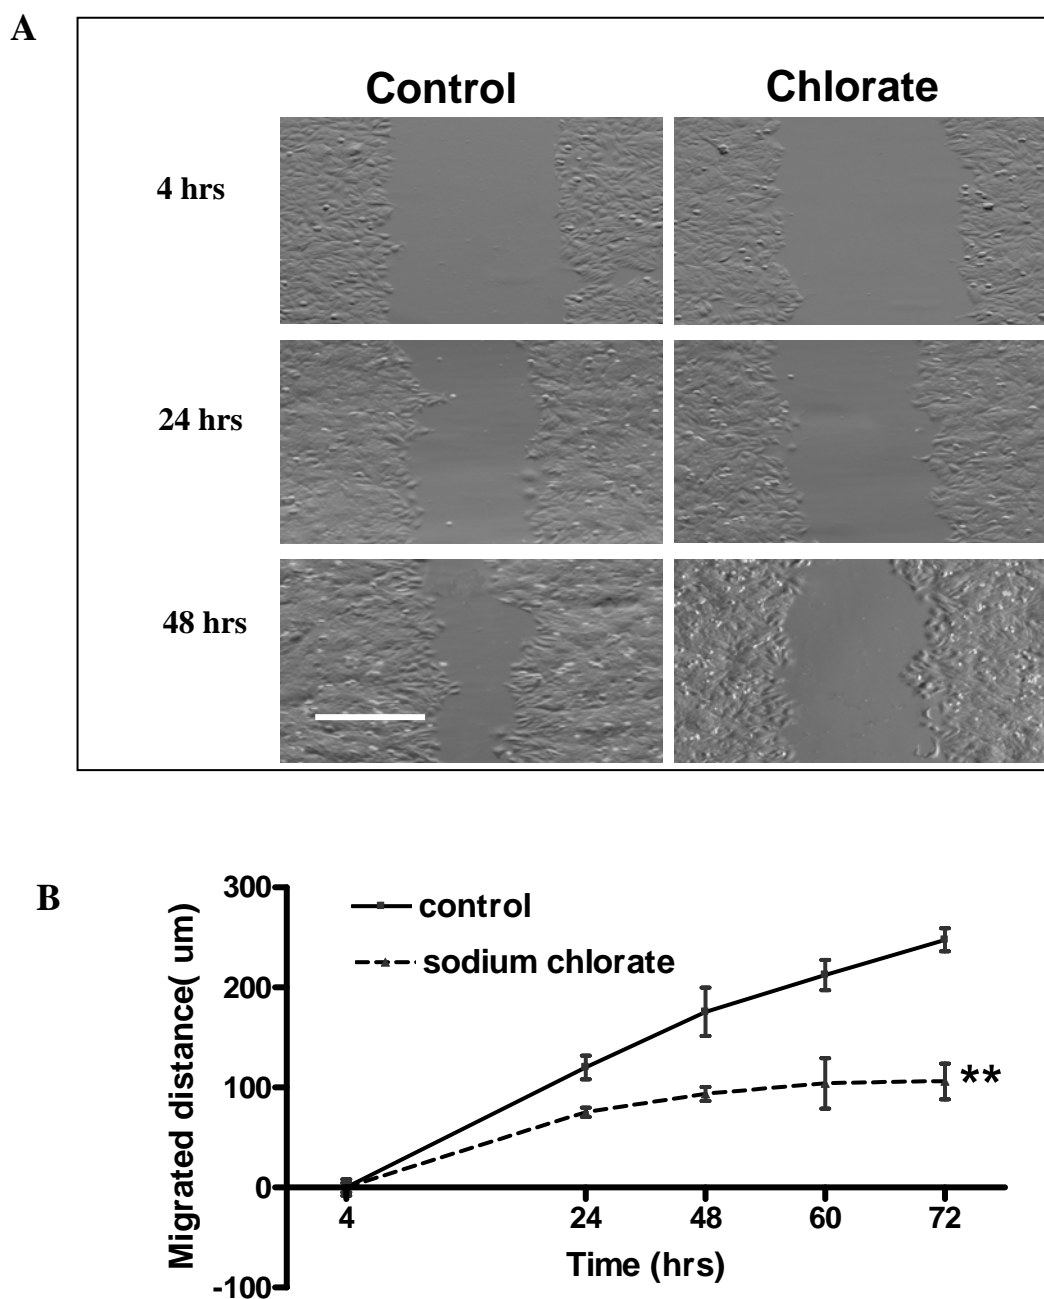 A
Control Chlorate
4 hrs
24 hrs
48 hrs
B
300
200
100
0
-100
Migrated distance( um)
control
sodium chlorate
**
4 24 48 60 72
Time (hrs)